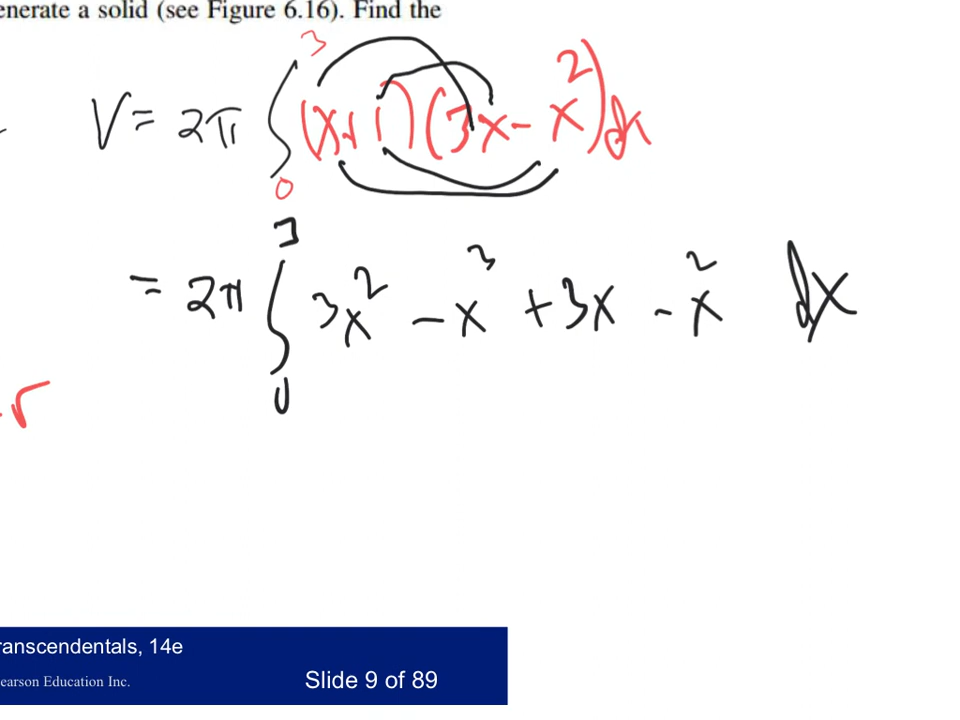 enerate a solid (see Figure 6.16). Find the
V = 2π ∫₀³ (x+1)(3x-x²)dx
= 2π ∫₀³ 3x² - x³ + 3x - x² dx
r
ranscendentals, 14e
earson Education Inc.
Slide 9 of 89